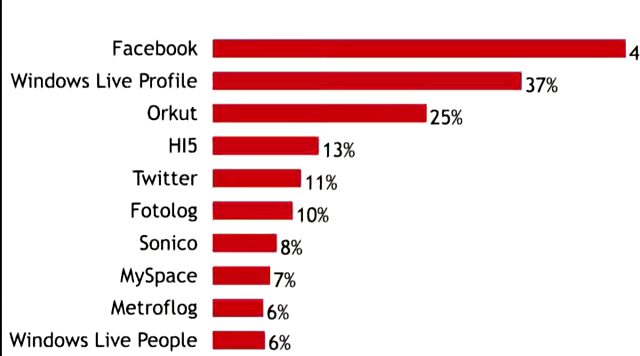 Facebook 4
Windows Live Profile 37%
Orkut 25%
HI5 13%
Twitter 11%
Fotolog 10%
Sonico 8%
MySpace 7%
Metroflog 6%
Windows Live People 6%